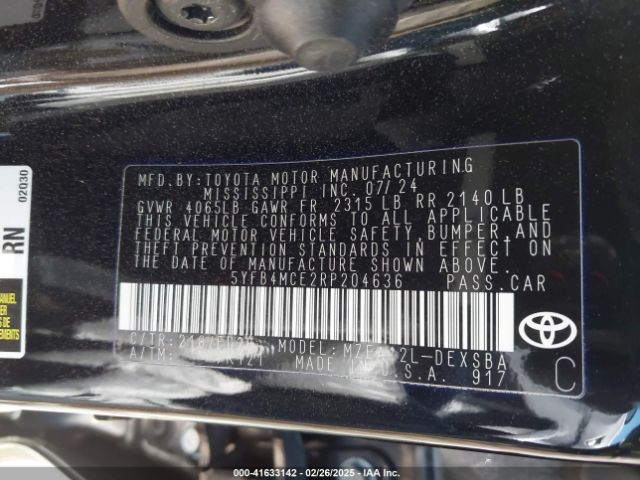 MFD. BY: TOYOTA MOTOR MANUFACTURING
MISSISSIPPI INC. 07/24
GVWR 4065LB GAWR FR 2315 LB RR 2140 LB
THIS VEHICLE CONFORMS TO ALL APPLICABLE
FEDERAL MOTOR VEHICLE SAFETY, BUMPER AND
THEFT PREVENTION STANDARDS IN EFFECT ON
THE DATE OF MANUFACTURE SHOWN ABOVE.
5YFB4MCE2RP204636 PASS.CAR
C/TR: MODEL:
A/TM: MADE IN U.S.A. 917
C
02030
RN
MANUEL
000-41633142 - 02/26/2025 - IAA Inc.